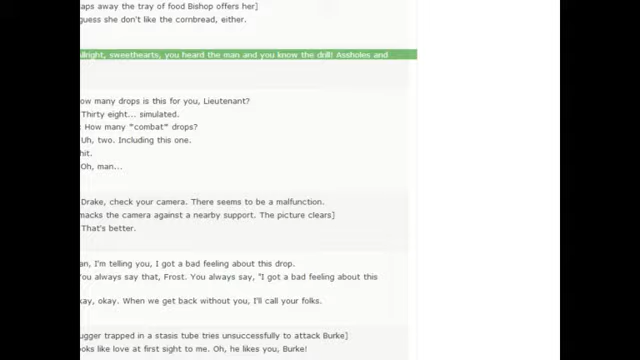 aps away the tray of food Bishop offers her]
guess she don't like the cornbread, either.
lright, sweethearts, you heard the man and you know the drill! Assholes and
ow many drops is this for you, Lieutenant?
Thirty eight... simulated.
: How many "combat" drops?
Uh, two. Including this one.
hit.
Oh, man...
Drake, check your camera. There seems to be a malfunction.
macks the camera against a nearby support. The picture clears]
That's better.
an, I'm telling you, I got a bad feeling about this drop.
You always say that, Frost. You always say, "I got a bad feeling about this
kay, okay. When we get back without you, I'll call your folks.
ugger trapped in a stasis tube tries unsuccessfully to attack Burke]
ooks like love at first sight to me. Oh, he likes you, Burke!